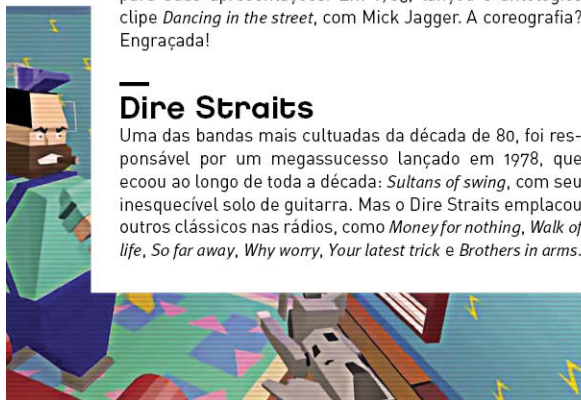 clipe Dancing in the street, com Mick Jagger. A coreografia?
Engraçada!
Dire Straits
Uma das bandas mais cultuadas da década de 80, foi res-
ponsável por um megassucesso lançado em 1978, que
ecoou ao longo de toda a década: Sultans of swing, com seu
inesquecível solo de guitarra. Mas o Dire Straits emplacou
outros clássicos nas rádios, como Money for nothing, Walk of
life, So far away, Why worry, Your latest trick e Brothers in arms.